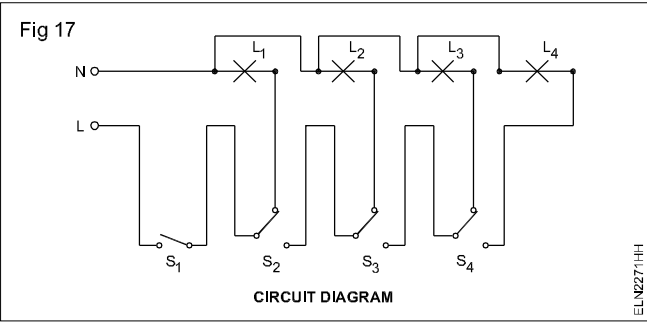 Fig 17
L1 L2 L3 L4
N
L
S1 S2 S3 S4
CIRCUIT DIAGRAM
ELN2271HH